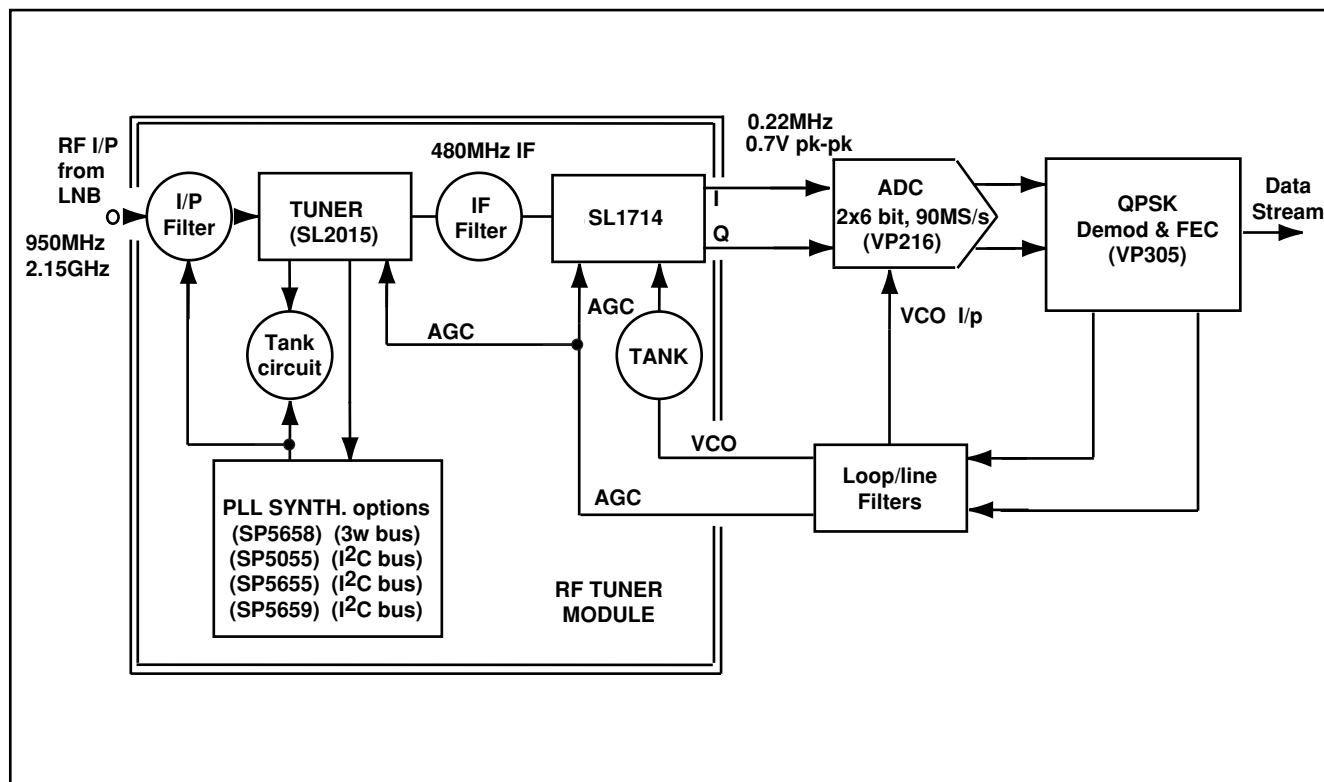 RF I/P
from
LNB
950MHz
2.15GHz
I/P
Filter
TUNER
(SL2015)
480MHz IF
IF
Filter
SL1714
I
Q
0.22MHz
0.7V pk-pk
ADC
2x6 bit, 90MS/s
(VP216)
QPSK
Demod & FEC
(VP305)
Data
Stream
Tank
circuit
AGC
AGC
TANK
VCO I/p
VCO
AGC
Loop/line
Filters
PLL SYNTH. options
(SP5658) (3w bus)
(SP5055) (I²C bus)
(SP5655) (I²C bus)
(SP5659) (I²C bus)
RF TUNER
MODULE